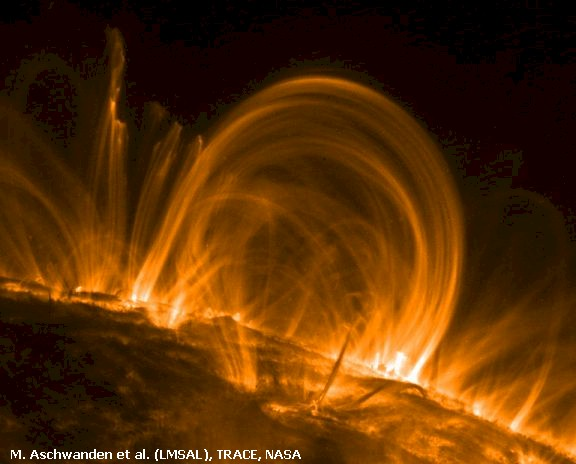 M. Aschwanden et al. (LMSAL), TRACE, NASA